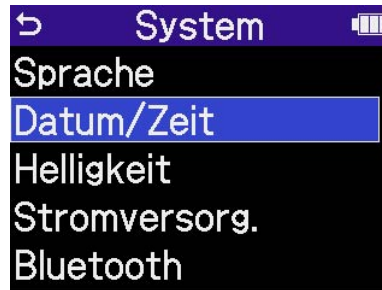 System
Sprache
Datum/Zeit
Helligkeit
Stromversorg.
Bluetooth